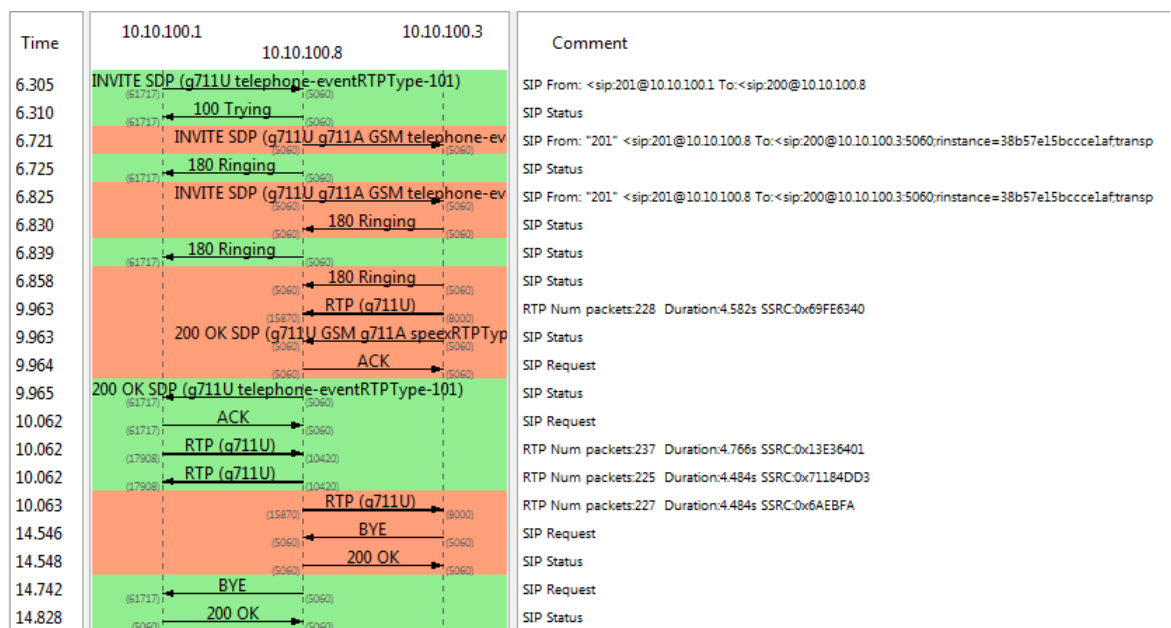 Time 10.10.100.1 10.10.100.8 10.10.100.3 Comment
6.305 INVITE SDP (g711U telephone-eventRTPType-101) (61717) (5060) SIP From: <sip:201@10.10.100.1 To:<sip:200@10.10.100.8
6.310 100 Trying (61717) (5060) SIP Status
6.721 INVITE SDP (g711U g711A GSM telephone-ev (5060) (5060) SIP From: "201" <sip:201@10.10.100.8 To:<sip:200@10.10.100.3:5060;rinstance=38b57e15bccce1af;transp
6.725 180 Ringing (61717) (5060) SIP Status
6.825 INVITE SDP (g711U g711A GSM telephone-ev (5060) (5060) SIP From: "201" <sip:201@10.10.100.8 To:<sip:200@10.10.100.3:5060;rinstance=38b57e15bccce1af;transp
6.830 180 Ringing (5060) (5060) SIP Status
6.839 180 Ringing (61717) (5060) SIP Status
6.858 180 Ringing (5060) (5060) SIP Status
9.963 RTP (g711U) (15870) (8000) RTP Num packets:228 Duration:4.582s SSRC:0x69FE6340
9.963 200 OK SDP (g711U GSM g711A speexRTPTyp (5060) (5060) SIP Status
9.964 ACK (5060) (5060) SIP Request
9.965 200 OK SDP (g711U telephone-eventRTPType-101) (61717) (5060) SIP Status
10.062 ACK (61717) (5060) SIP Request
10.062 RTP (g711U) (17908) (10420) RTP Num packets:237 Duration:4.766s SSRC:0x13E36401
10.062 RTP (g711U) (17908) (10420) RTP Num packets:225 Duration:4.484s SSRC:0x71184DD3
10.063 RTP (g711U) (15870) (8000) RTP Num packets:227 Duration:4.484s SSRC:0x6AEBFA
14.546 BYE (5060) (5060) SIP Request
14.548 200 OK (5060) (5060) SIP Status
14.742 BYE (61717) (5060) SIP Request
14.828 200 OK (5060) (5060) SIP Status